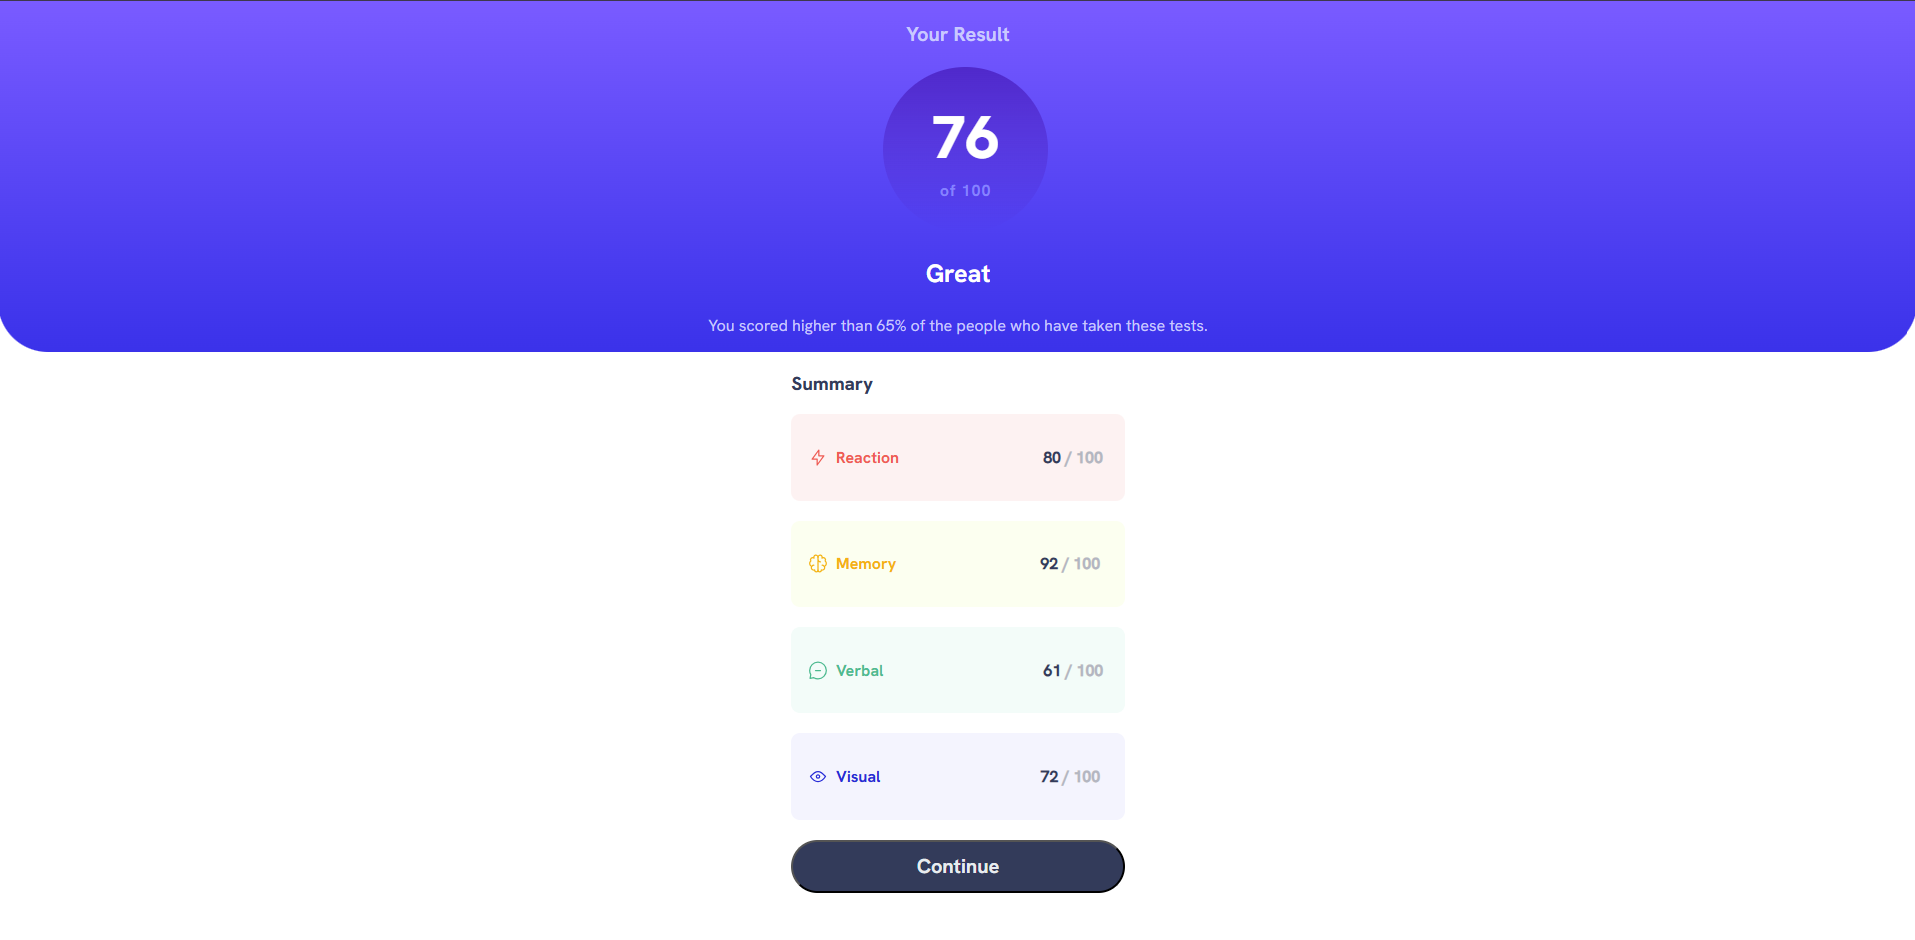 Your Result
76
of 100
Great
You scored higher than 65% of the people who have taken these tests.
Summary
Reaction 80 / 100
Memory 92 / 100
Verbal 61 / 100
Visual 72 / 100
Continue